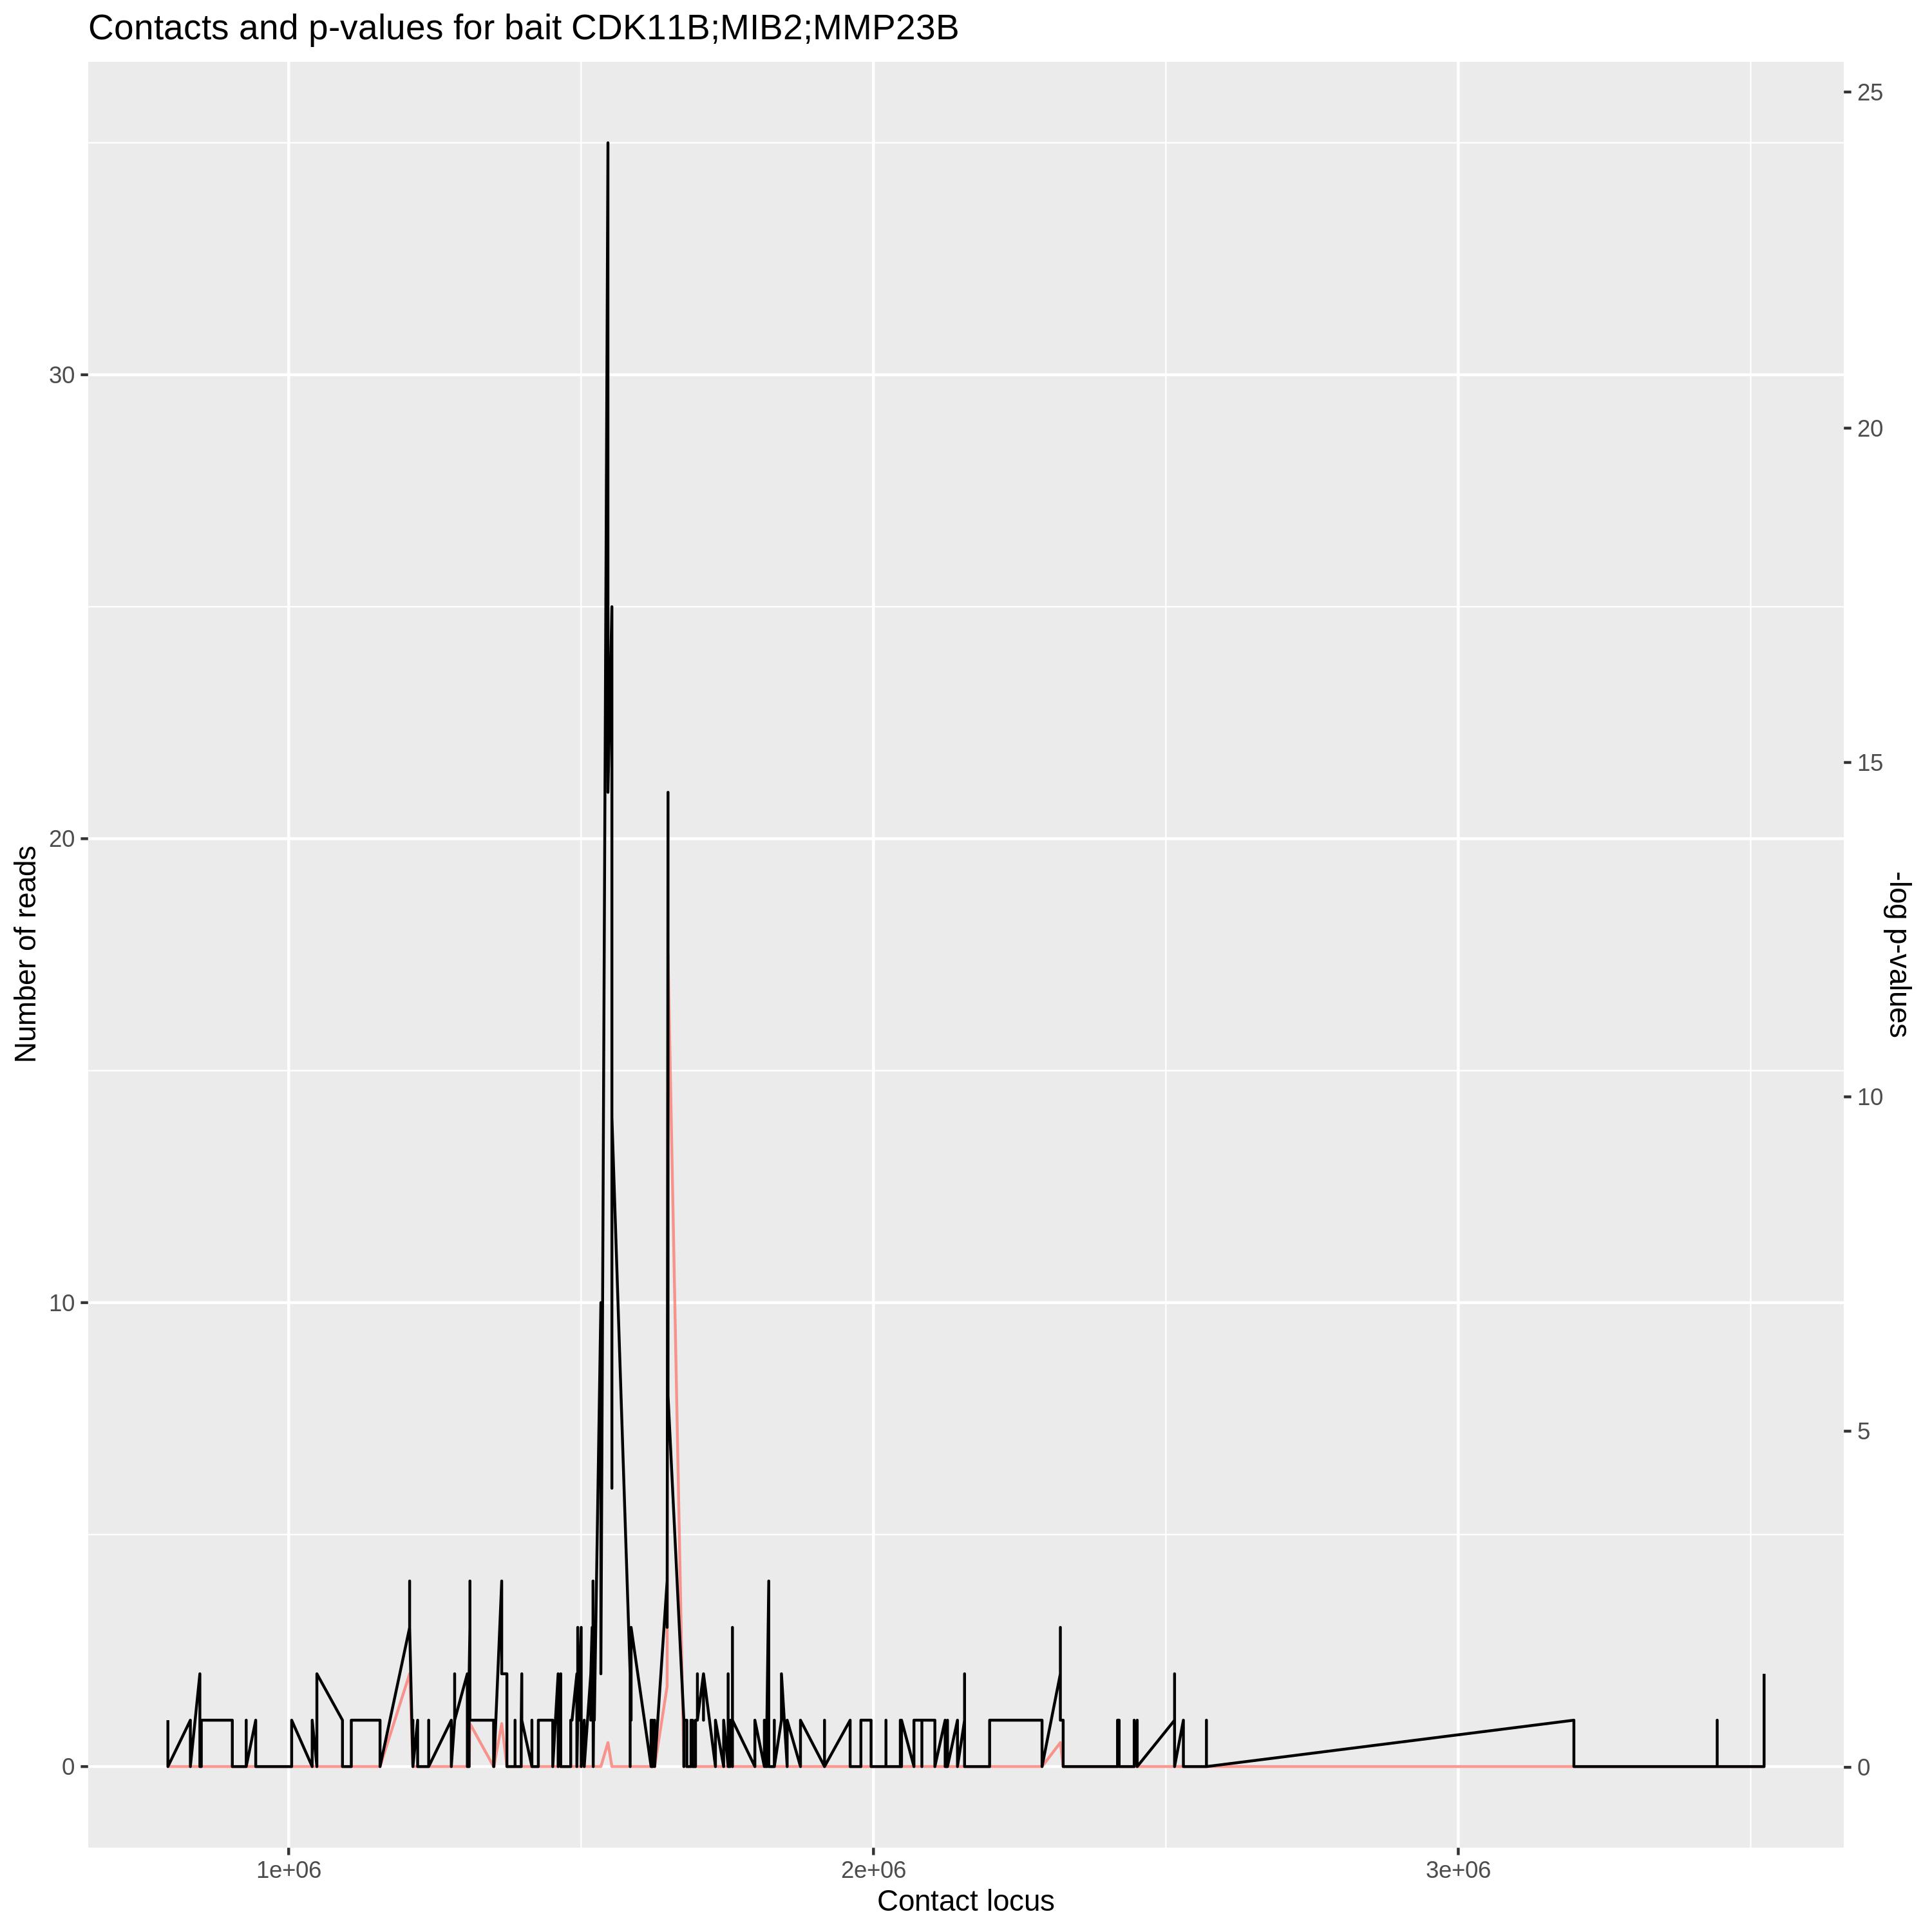 Contacts and p-values for bait CDK11B;MIB2;MMP23B
25
30
20
15
20
Number of reads
-log p-values
10
10
5
0
0
1e+06
2e+06
3e+06
Contact locus